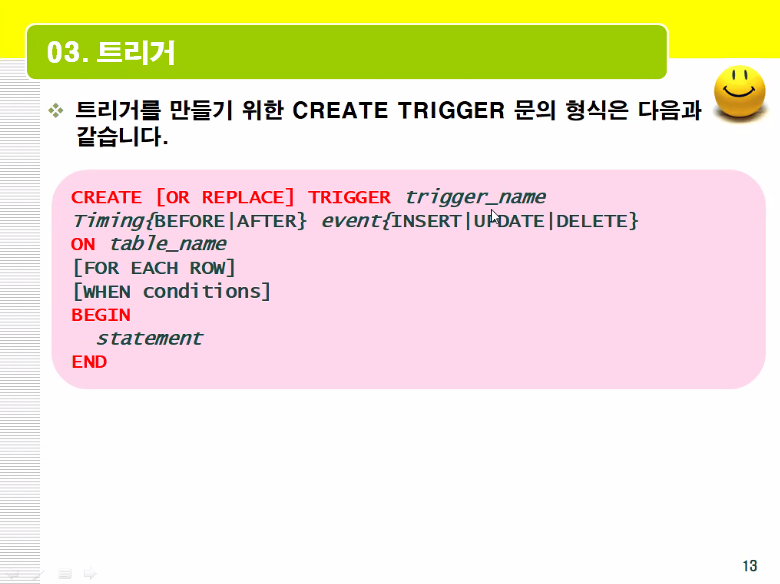 03. 트리거
트리거를 만들기 위한 CREATE TRIGGER 문의 형식은 다음과
같습니다.
CREATE [OR REPLACE] TRIGGER trigger_name
Timing{BEFORE|AFTER} event{INSERT|UPDATE|DELETE}
ON table_name
[FOR EACH ROW]
[WHEN conditions]
BEGIN
statement
END
13